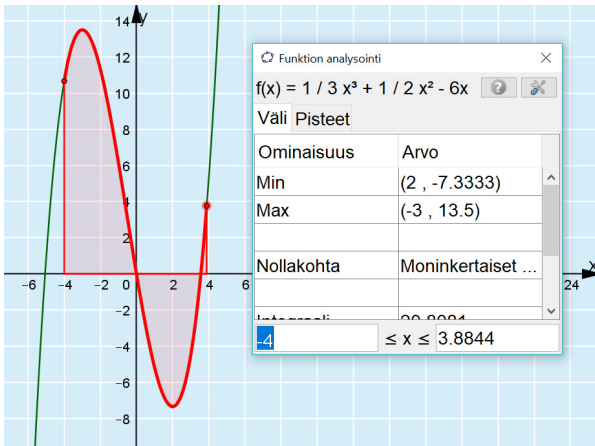 14
y
12
10
8
6
4
2
-6 -4 -2 0 2 4 6 24 x
-2
-4
-6
-8
Funktion analysointi
f(x) = 1 / 3 x³ + 1 / 2 x² - 6x
Väli Pisteet
Ominaisuus Arvo
Min (2 , -7.3333)
Max (-3 , 13.5)
Nollakohta Moninkertaiset ...
-4 ≤ x ≤ 3.8844